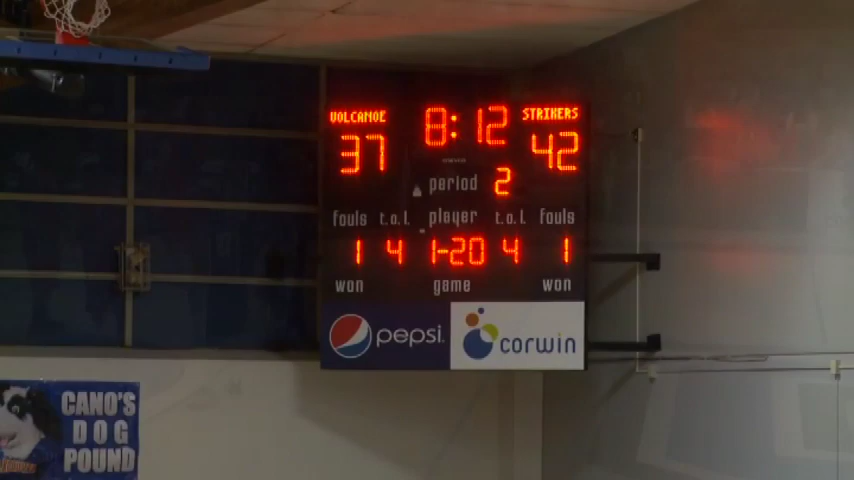 VOLCANOE 8:12 STRIKERS
37 42
period 2
fouls t.o.l. player t.o.l. fouls
1 4 1-20 4 1
won game won
pepsi corwin
CANO'S
DOG
POUND